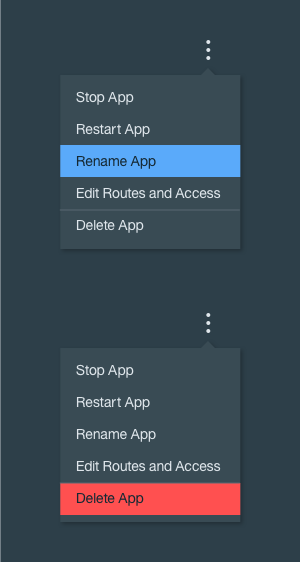 Stop App
Restart App
Rename App
Edit Routes and Access
Delete App
Stop App
Restart App
Rename App
Edit Routes and Access
Delete App